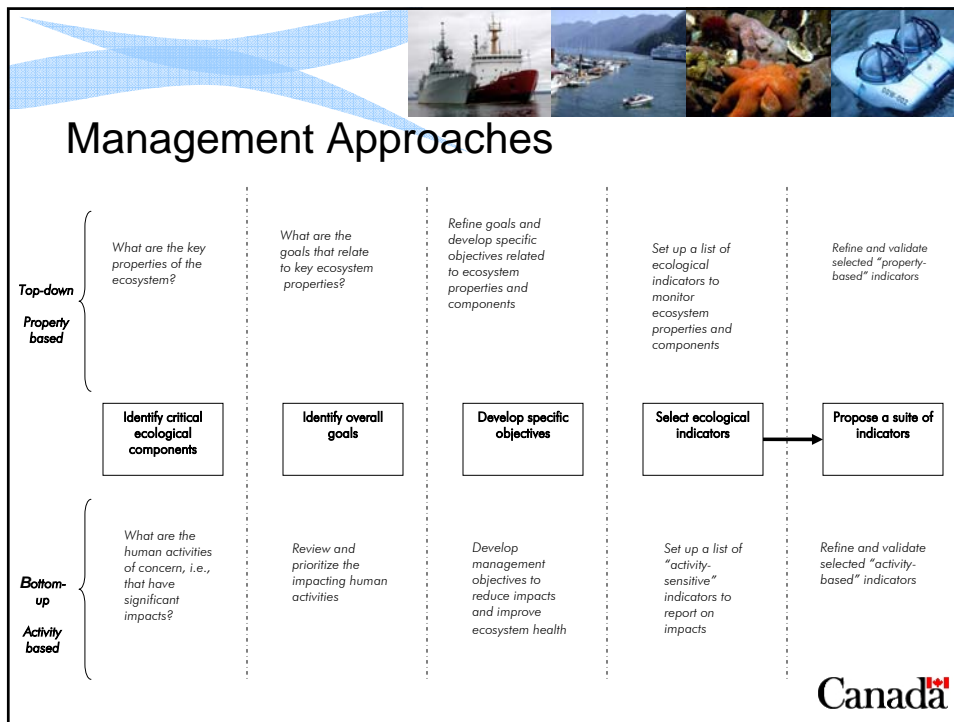 Management Approaches
Top-down
Property
based
What are the key
properties of the
ecosystem?
What are the
goals that relate
to key ecosystem
properties?
Refine goals and
develop specific
objectives related
to ecosystem
properties and
components
Set up a list of
ecological
indicators to
monitor
ecosystem
properties and
components
Refine and validate
selected “property-
based” indicators
Identify critical
ecological
components
Identify overall
goals
Develop specific
objectives
Select ecological
indicators
Propose a suite of
indicators
Bottom-
up
Activity
based
What are the
human activities
of concern, i.e.,
that have
significant
impacts?
Review and
prioritize the
impacting human
activities
Develop
management
objectives to
reduce impacts
and improve
ecosystem health
Set up a list of
“activity-
sensitive”
indicators to
report on
impacts
Refine and validate
selected “activity-
based” indicators
Canada